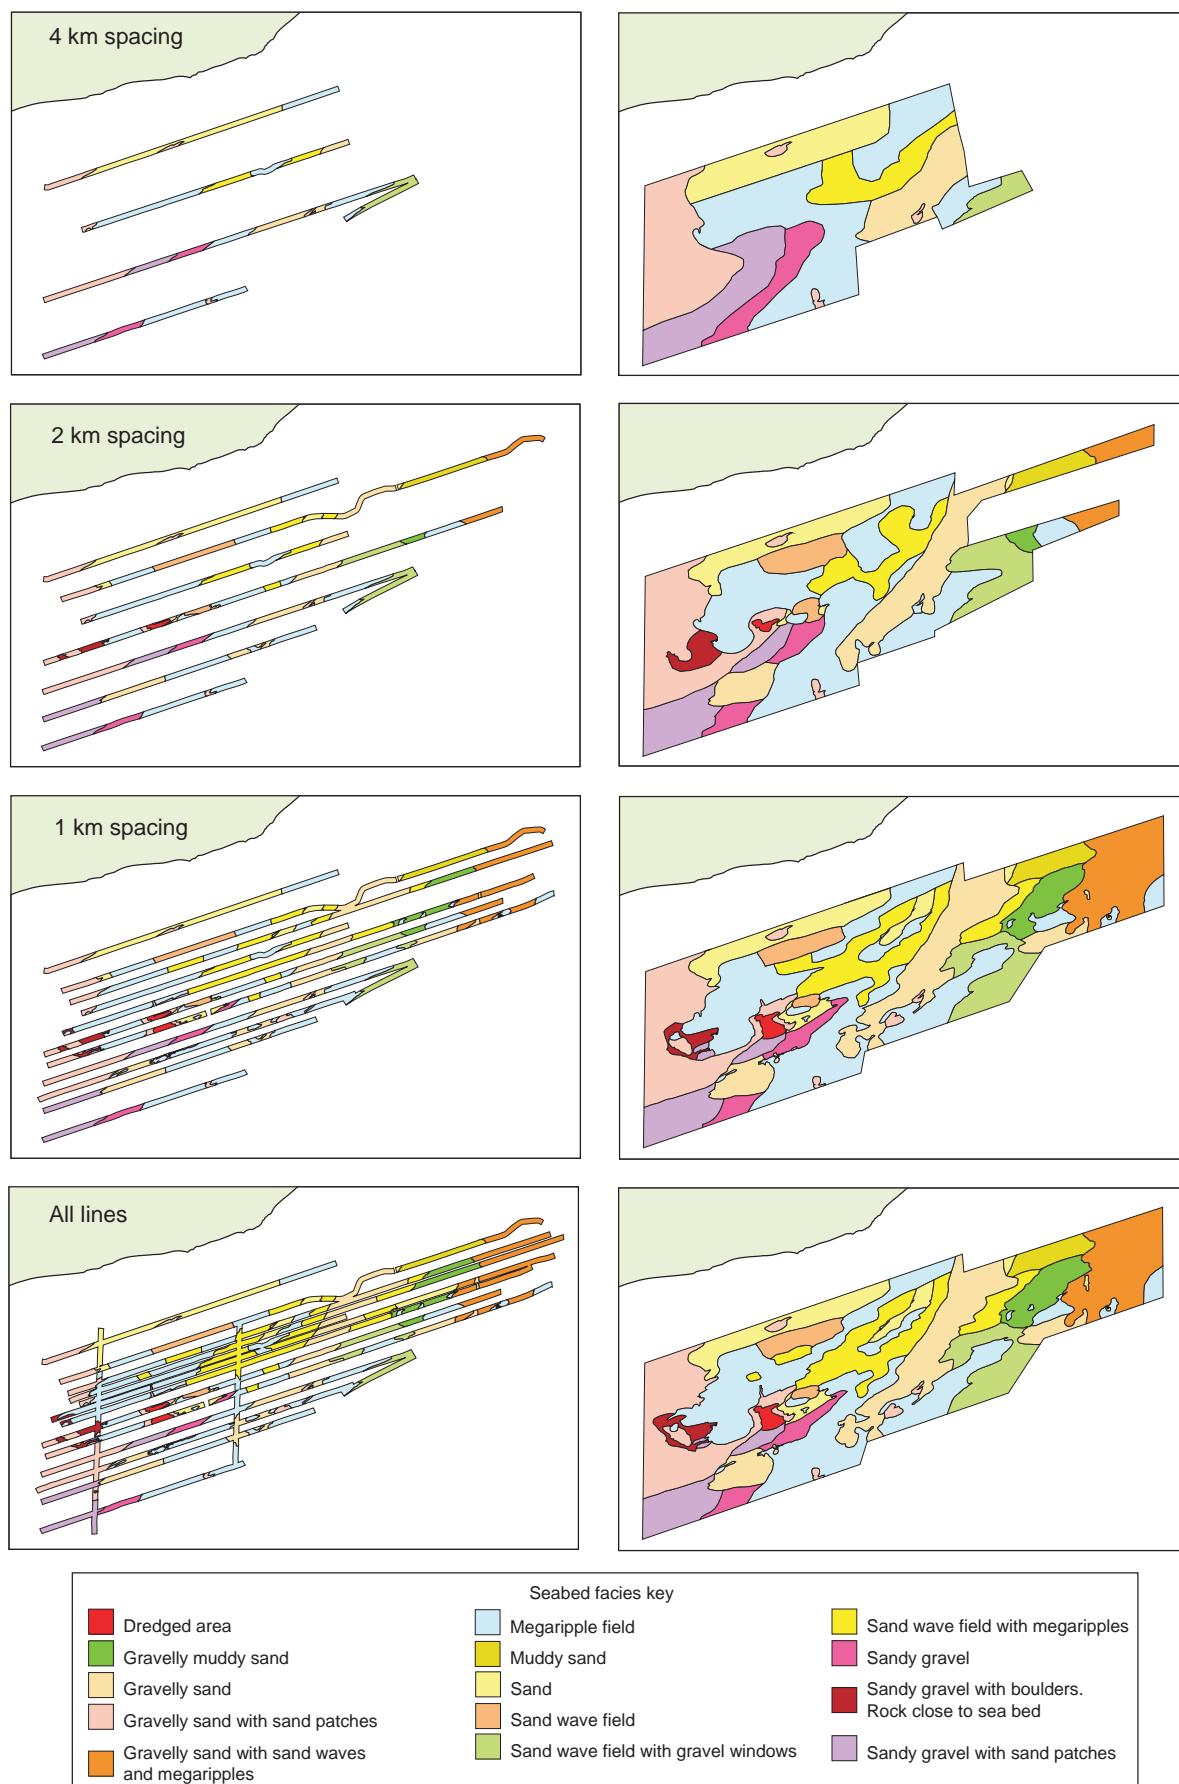 4 km spacing
2 km spacing
1 km spacing
All lines
Seabed facies key
Dredged area
Gravelly muddy sand
Gravelly sand
Gravelly sand with sand patches
Gravelly sand with sand waves
and megaripples
Megaripple field
Muddy sand
Sand
Sand wave field
Sand wave field with gravel windows
Sand wave field with megaripples
Sandy gravel
Sandy gravel with boulders.
Rock close to sea bed
Sandy gravel with sand patches